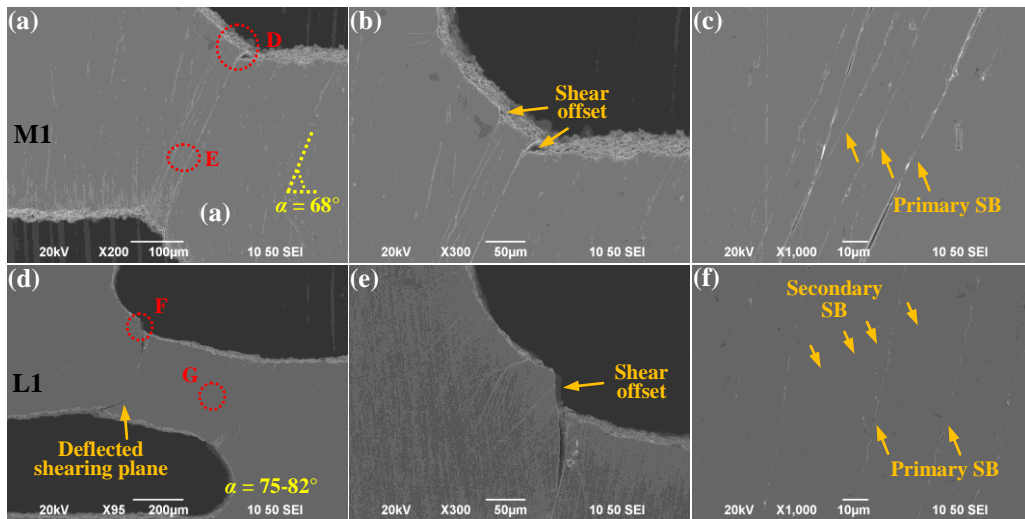 (a)
D
M1
E
α = 68°
(a)
20kV X200 100μm 10 50 SEI
(b)
Shear
offset
20kV X300 50μm 10 50 SEI
(c)
Primary SB
20kV X1,000 10μm 10 50 SEI
(d)
F
G
L1
Deflected
shearing plane
α = 75-82°
20kV X95 200μm 10 50 SEI
(e)
Shear
offset
20kV X300 50μm 10 50 SEI
(f)
Secondary
SB
Primary SB
20kV X1,000 10μm 10 50 SEI